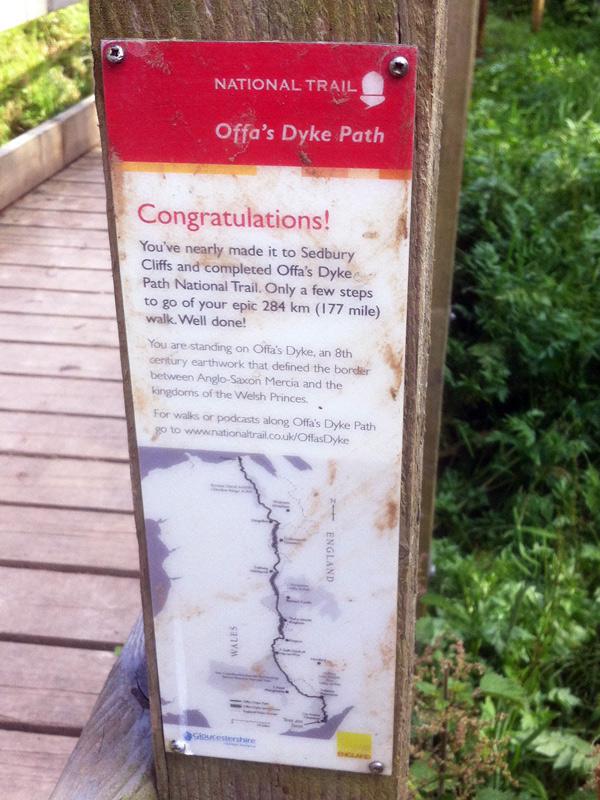 NATIONAL TRAIL
Offa's Dyke Path
Congratulations!
You've nearly made it to Sedbury
Cliffs and completed Offa's Dyke
Path National Trail. Only a few steps
to go of your epic 284 km (177 mile)
walk. Well done!
You are standing on Offa's Dyke, an 8th
century earthwork that defined the border
between Anglo-Saxon Mercia and the
kingdoms of the Welsh Princes.
For walks or podcasts along Offa's Dyke Path
go to www.nationaltrail.co.uk/OffasDyke
N
ENGLAND
WALES
Gloucestershire
ENGLAND